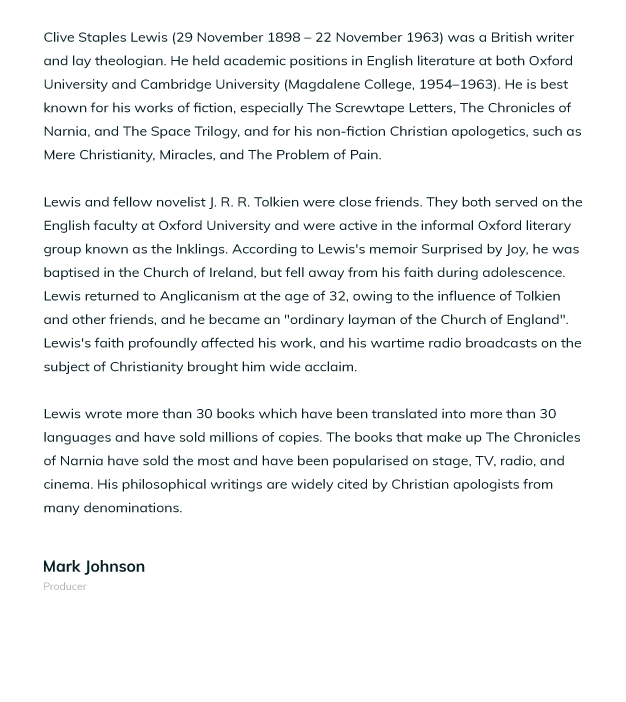 Clive Staples Lewis (29 November 1898 – 22 November 1963) was a British writer
and lay theologian. He held academic positions in English literature at both Oxford
University and Cambridge University (Magdalene College, 1954–1963). He is best
known for his works of fiction, especially The Screwtape Letters, The Chronicles of
Narnia, and The Space Trilogy, and for his non-fiction Christian apologetics, such as
Mere Christianity, Miracles, and The Problem of Pain.
Lewis and fellow novelist J. R. R. Tolkien were close friends. They both served on the
English faculty at Oxford University and were active in the informal Oxford literary
group known as the Inklings. According to Lewis's memoir Surprised by Joy, he was
baptised in the Church of Ireland, but fell away from his faith during adolescence.
Lewis returned to Anglicanism at the age of 32, owing to the influence of Tolkien
and other friends, and he became an "ordinary layman of the Church of England".
Lewis's faith profoundly affected his work, and his wartime radio broadcasts on the
subject of Christianity brought him wide acclaim.
Lewis wrote more than 30 books which have been translated into more than 30
languages and have sold millions of copies. The books that make up The Chronicles
of Narnia have sold the most and have been popularised on stage, TV, radio, and
cinema. His philosophical writings are widely cited by Christian apologists from
many denominations.
Mark Johnson
Producer